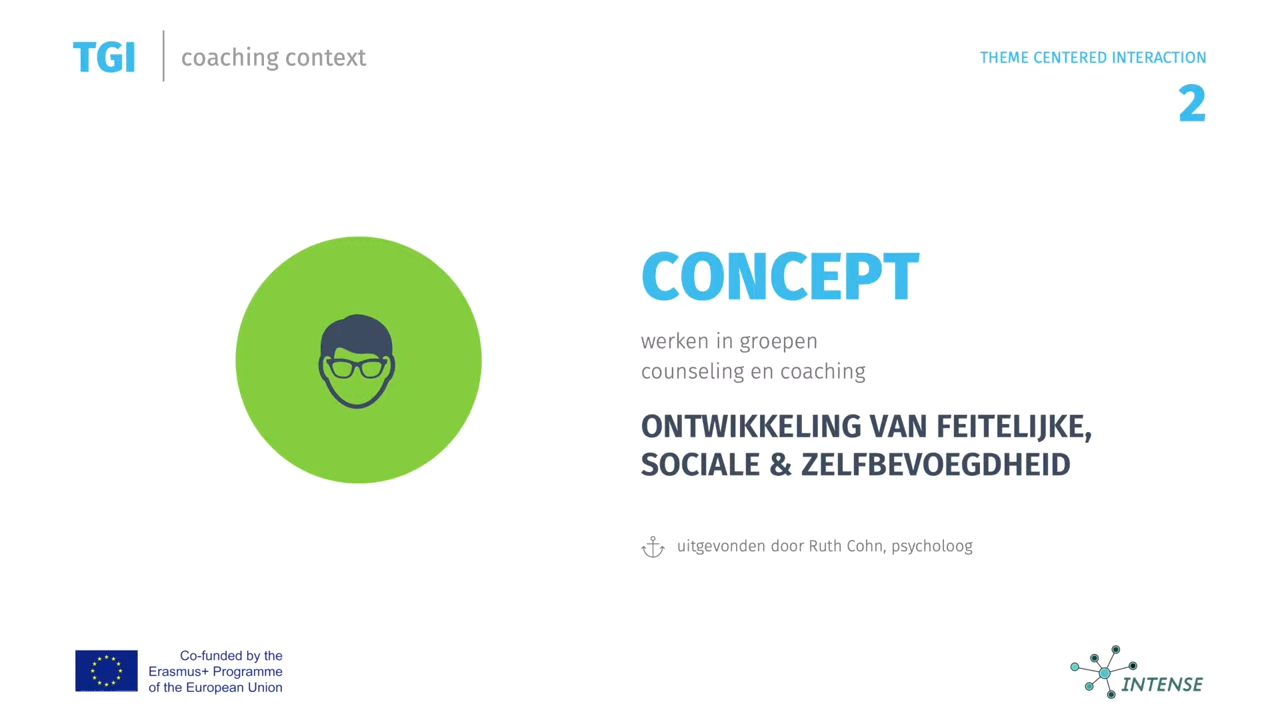 TGI
coaching context
THEME CENTERED INTERACTION
2
CONCEPT
werken in groepen
counseling en coaching
ONTWIKKELING VAN FEITELIJKE,
SOCIALE & ZELFBEVOEGDHEID
uitgevonden door Ruth Cohn, psycholoog
Co-funded by the
Erasmus+ Programme
of the European Union
INTENSE